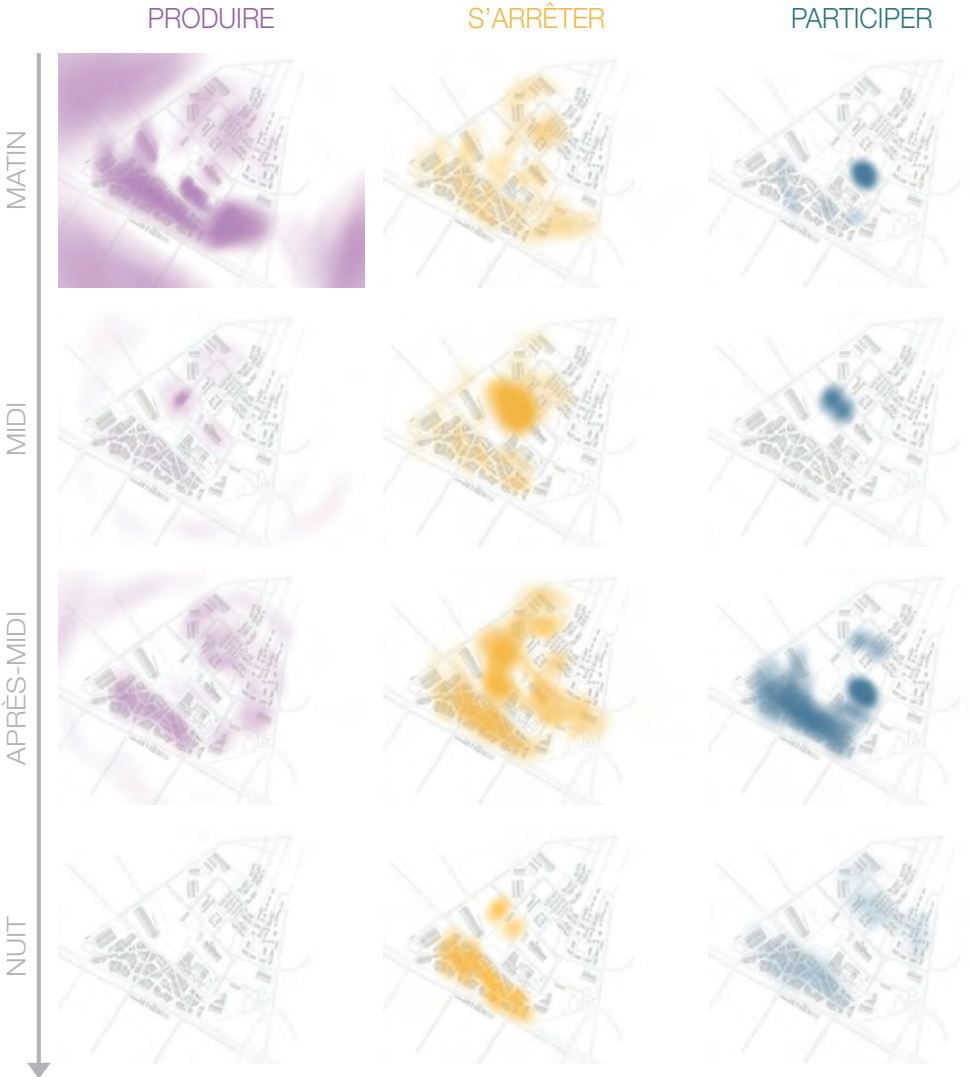 PRODUIRE
S'ARRÊTER
PARTICIPER
MATIN
MIDI
APRÈS-MIDI
NUIT